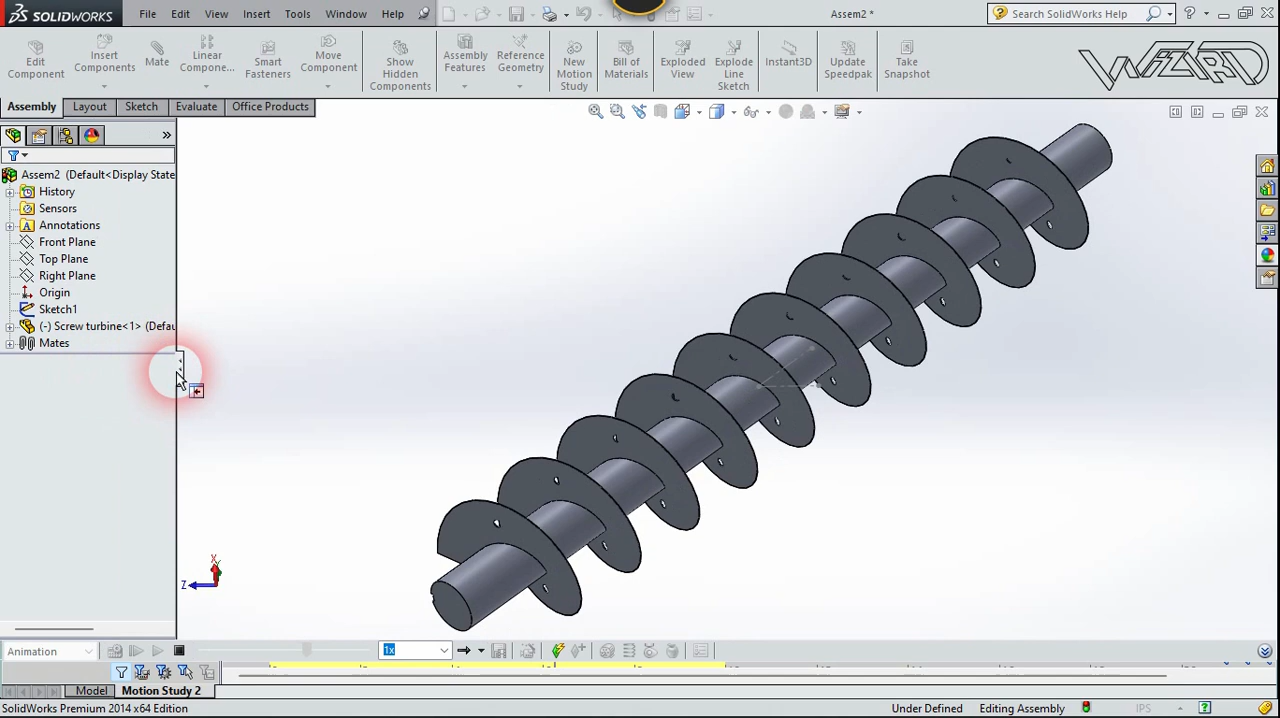 SOLIDWORKS File Edit View Insert Tools Window Help Assem2 * Search SolidWorks Help
Edit Component
Insert Components
Mate
Linear Compone...
Smart Fasteners
Move Component
Show Hidden Components
Assembly Features
Reference Geometry
New Motion Study
Bill of Materials
Exploded View
Explode Line Sketch
Instant3D
Update Speedpak
Take Snapshot
WIZARD
Assembly Layout Sketch Evaluate Office Products
Assem2 (Default<Display State
History
Sensors
Annotations
Front Plane
Top Plane
Right Plane
Origin
Sketch1
(-) Screw turbine<1> (Defau
Mates
X
Z
Animation 1x
Model Motion Study 2
SolidWorks Premium 2014 x64 Edition Under Defined Editing Assembly IPS